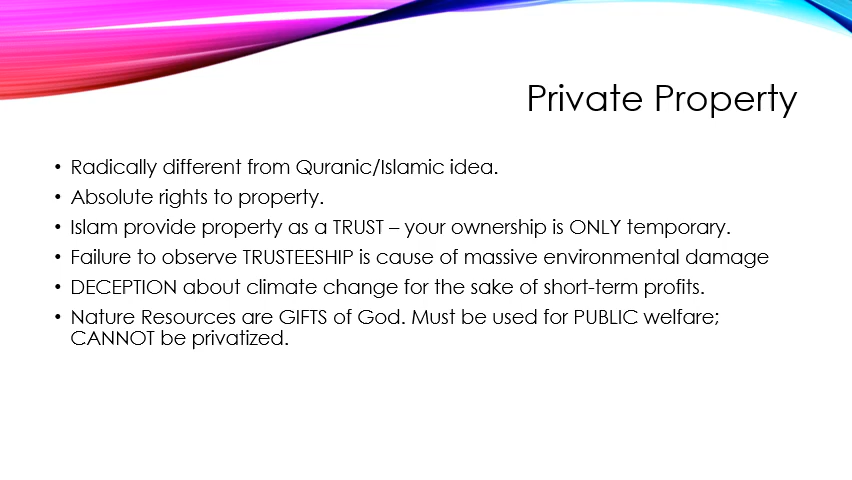 Private Property
• Radically different from Quranic/Islamic idea.
• Absolute rights to property.
• Islam provide property as a TRUST – your ownership is ONLY temporary.
• Failure to observe TRUSTEESHIP is cause of massive environmental damage
• DECEPTION about climate change for the sake of short-term profits.
• Nature Resources are GIFTS of God. Must be used for PUBLIC welfare;
CANNOT be privatized.